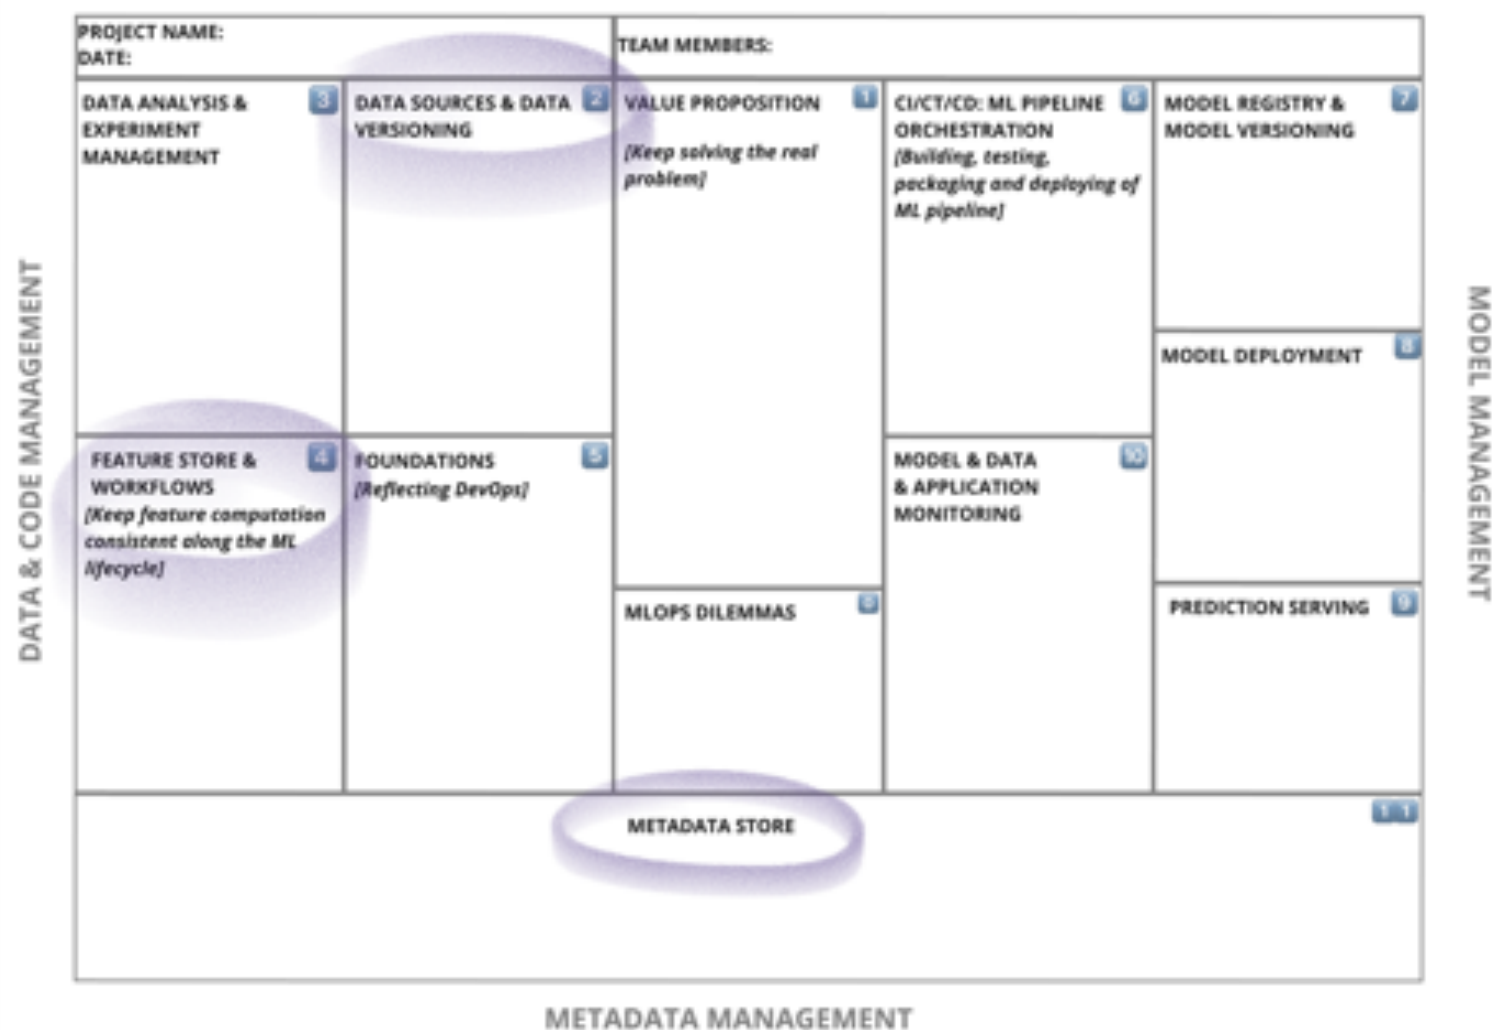 PROJECT NAME:
DATE:
TEAM MEMBERS:
DATA ANALYSIS &
EXPERIMENT
MANAGEMENT
3
DATA SOURCES & DATA
VERSIONING
2
VALUE PROPOSITION
1
[Keep solving the real
problem]
CI/CT/CD: ML PIPELINE
ORCHESTRATION
6
[Building, testing,
packaging and deploying of
ML pipeline]
MODEL REGISTRY &
MODEL VERSIONING
7
MODEL DEPLOYMENT
8
FEATURE STORE &
WORKFLOWS
4
[Keep feature computation
consistent along the ML
lifecycle]
FOUNDATIONS
5
[Reflecting DevOps]
MODEL & DATA
& APPLICATION
MONITORING
10
MLOPS DILEMMAS
PREDICTION SERVING
9
METADATA STORE
1 1
DATA & CODE MANAGEMENT
MODEL MANAGEMENT
METADATA MANAGEMENT